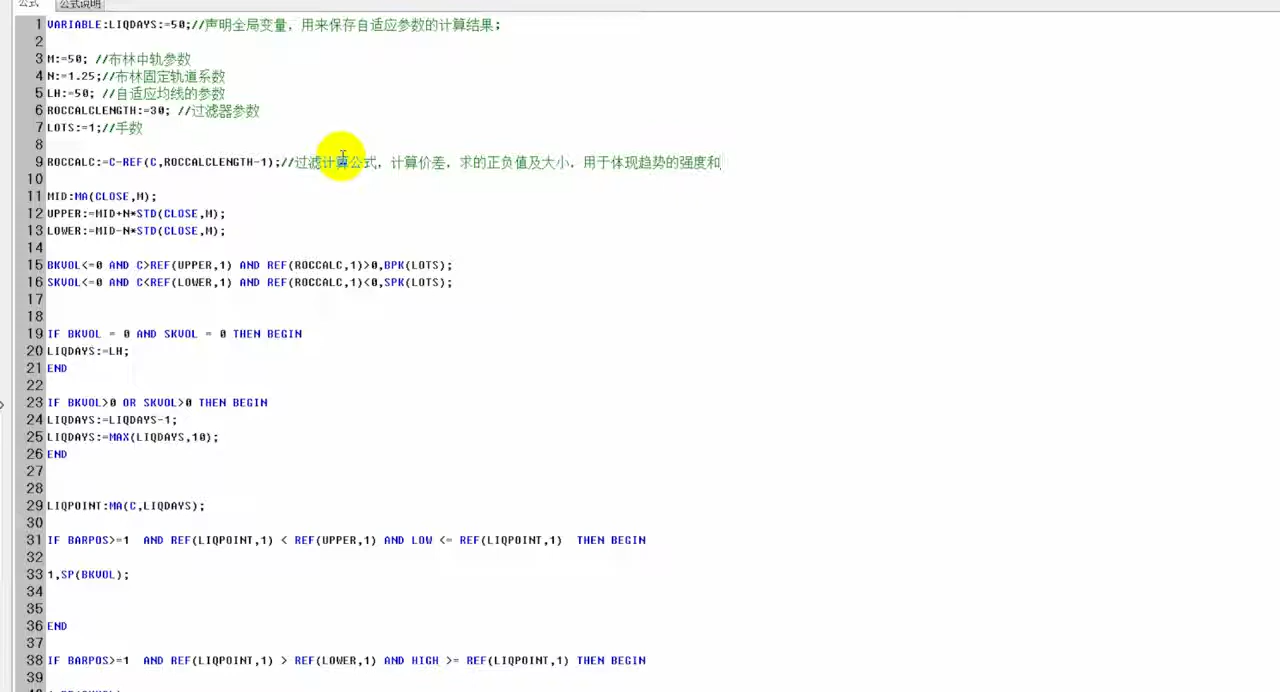 公式 公式说明
1 VARIABLE:LIQDAYS:=50;//声明全局变量，用来保存自适应参数的计算结果;
2
3 M:=50; //布林中轨参数
4 N:=1.25;//布林固定轨道系数
5 LH:=50; //自适应均线的参数
6 ROCCALCLENGTH:=30; //过滤器参数
7 LOTS:=1;//手数
8
9 ROCCALC:=C-REF(C,ROCCALCLENGTH-1);//过滤计算公式，计算价差，求的正负值及大小，用于体现趋势的强度和
10
11 MID:MA(CLOSE,M);
12 UPPER:=MID+N*STD(CLOSE,M);
13 LOWER:=MID-N*STD(CLOSE,M);
14
15 BKVOL<=0 AND C>REF(UPPER,1) AND REF(ROCCALC,1)>0,BPK(LOTS);
16 SKVOL<=0 AND C<REF(LOWER,1) AND REF(ROCCALC,1)<0,SPK(LOTS);
17
18
19 IF BKVOL = 0 AND SKVOL = 0 THEN BEGIN
20 LIQDAYS:=LH;
21 END
22
23 IF BKVOL>0 OR SKVOL>0 THEN BEGIN
24 LIQDAYS:=LIQDAYS-1;
25 LIQDAYS:=MAX(LIQDAYS,10);
26 END
27
28
29 LIQPOINT:MA(C,LIQDAYS);
30
31 IF BARPOS>=1  AND REF(LIQPOINT,1) < REF(UPPER,1) AND LOW <= REF(LIQPOINT,1)  THEN BEGIN
32
33 1,SP(BKVOL);
34
35
36 END
37
38 IF BARPOS>=1  AND REF(LIQPOINT,1) > REF(LOWER,1) AND HIGH >= REF(LIQPOINT,1) THEN BEGIN
39